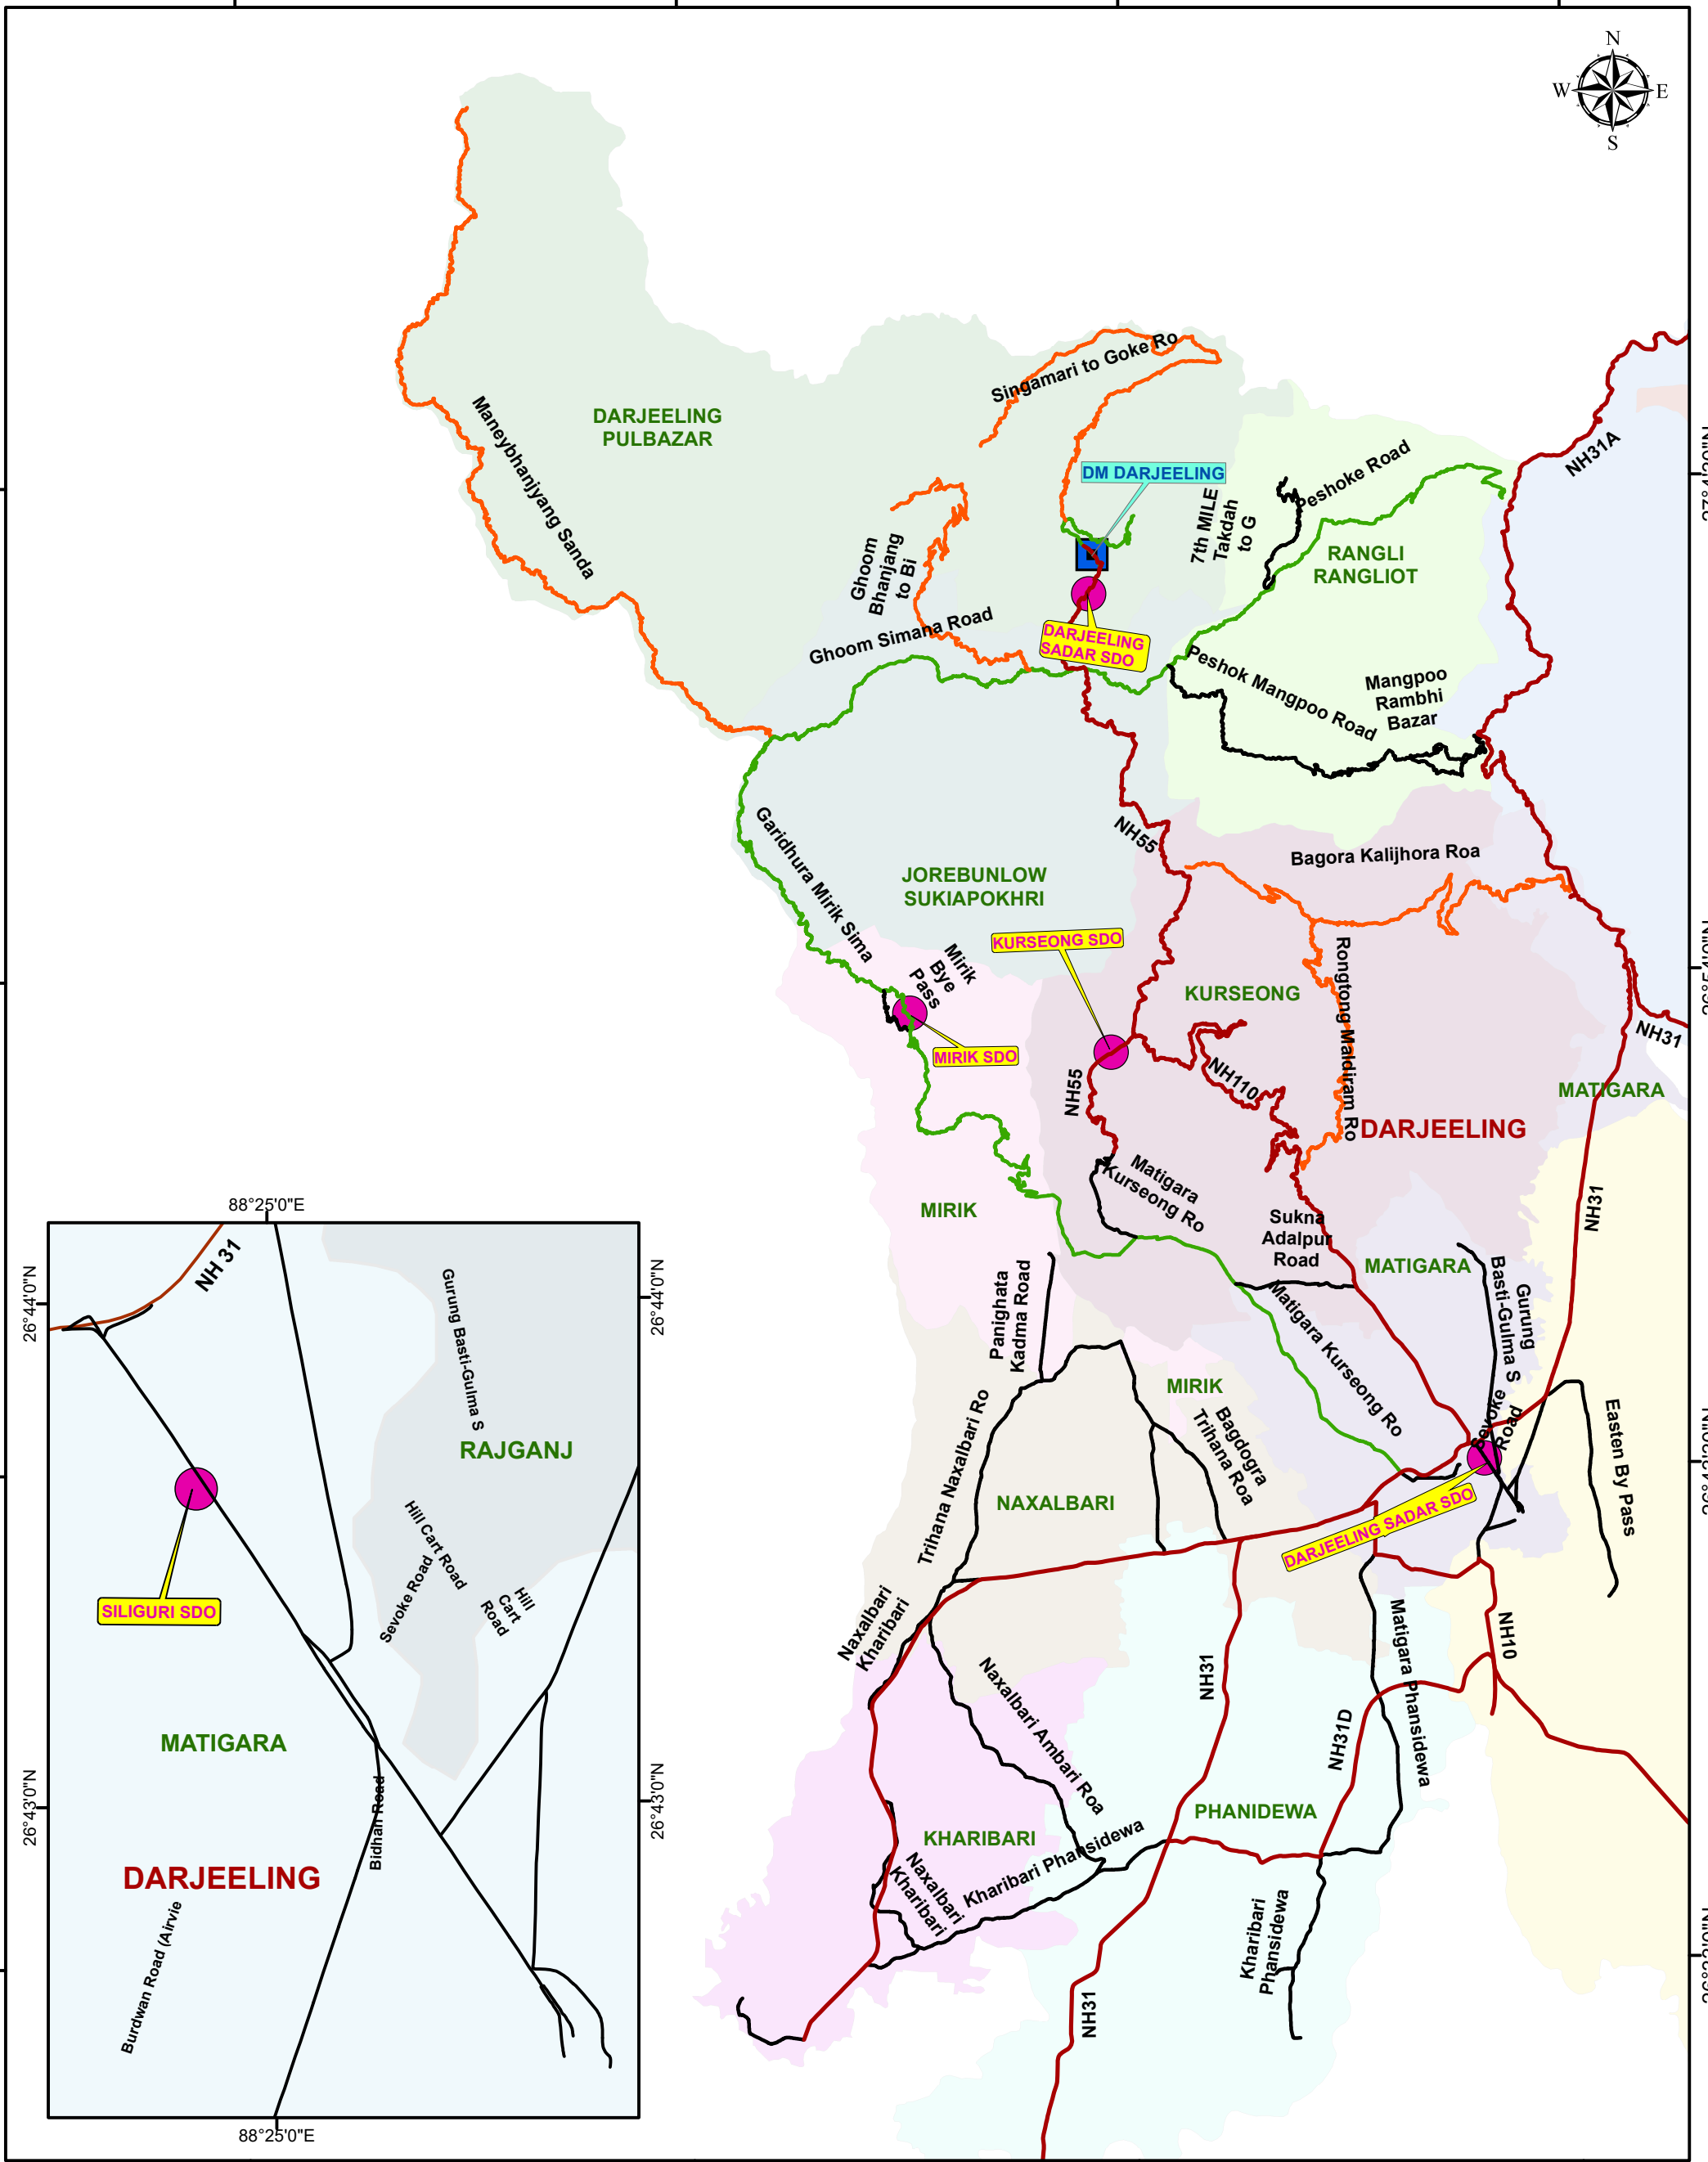 N
W
E
S
Singamari to Goke Ro
DARJEELING
PULBAZAR
Maneybhanjyang Sanda
DM DARJEELING
7th MILE
Takdah
to G
Peshoke Road
NH31A
RANGLI
RANGLIOT
Ghoom
Bhanjang
to Bi
Ghoom Simana Road
DARJEELING
SADAR SDO
Peshok Mangpoo Road
Mangpoo
Rambhi
Bazar
NH55
Bagora Kalijhora Roa
Garidhura Mirik Sima
JOREBUNLOW
SUKIAPOKHRI
KURSEONG SDO
Mirik
Bye
Pass
KURSEONG
Rongtong Maldiram Ro
NH31
MIRIK SDO
NH55
NH110
MATIGARA
DARJEELING
Matigara
Kurseong Ro
MIRIK
NH31
Sukna
Adalpur
Road
MATIGARA
Gurung
Basti-Gulma S
Panighata
Kadma Road
Matigara Kurseong Ro
MIRIK
Trihana Naxalbari Ro
Bagdogra
Trihana Roa
Sevoke
Road
Easten By Pass
NAXALBARI
DARJEELING SADAR SDO
Naxalbari
Kharibari
Naxalbari Ambari Roa
NH31
NH10
Matigara Phansidewa
NH31D
PHANIDEWA
KHARIBARI
Kharibari Phansidewa
Naxalbari
Kharibari
Kharibari
Phansidewa
NH31
88°25'0"E
NH 31
26°44'0"N
26°44'0"N
Gurung Basti-Gulma S
RAJGANJ
Hill Cart Road
Sevoke Road
Hill
Cart
Road
SILIGURI SDO
MATIGARA
26°43'0"N
26°43'0"N
Bidhan Road
DARJEELING
Burdwan Road (Airvie
88°25'0"E